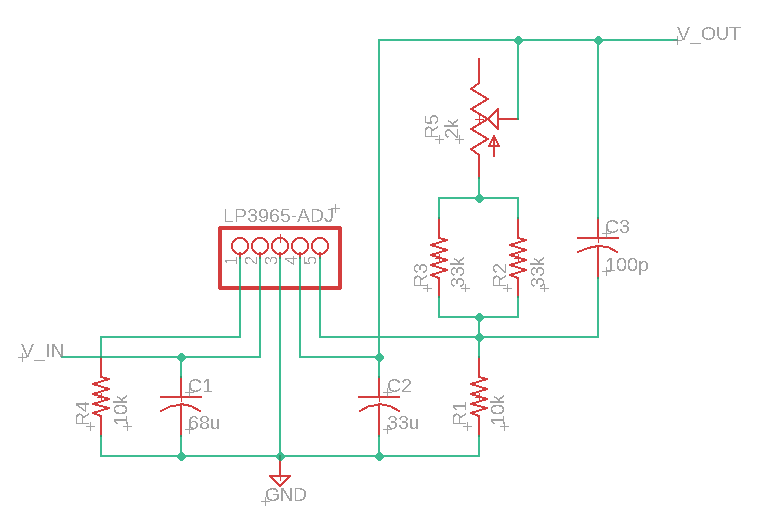 V_OUT
R5
2k
LP3965-ADJ
1
2
3
4
5
R3
33k
R2
33k
C3
100p
V_IN
R4
10k
C1
68u
C2
33u
R1
10k
GND